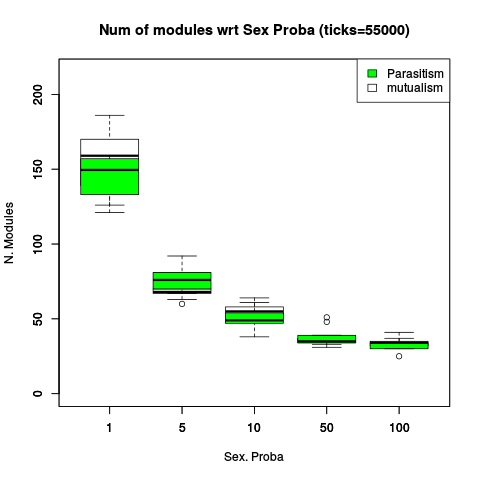 Num of modules wrt Sex Proba (ticks=55000)
Parasitism
mutualism
200
150
100
50
0
N. Modules
1 5 10 50 100
Sex. Proba